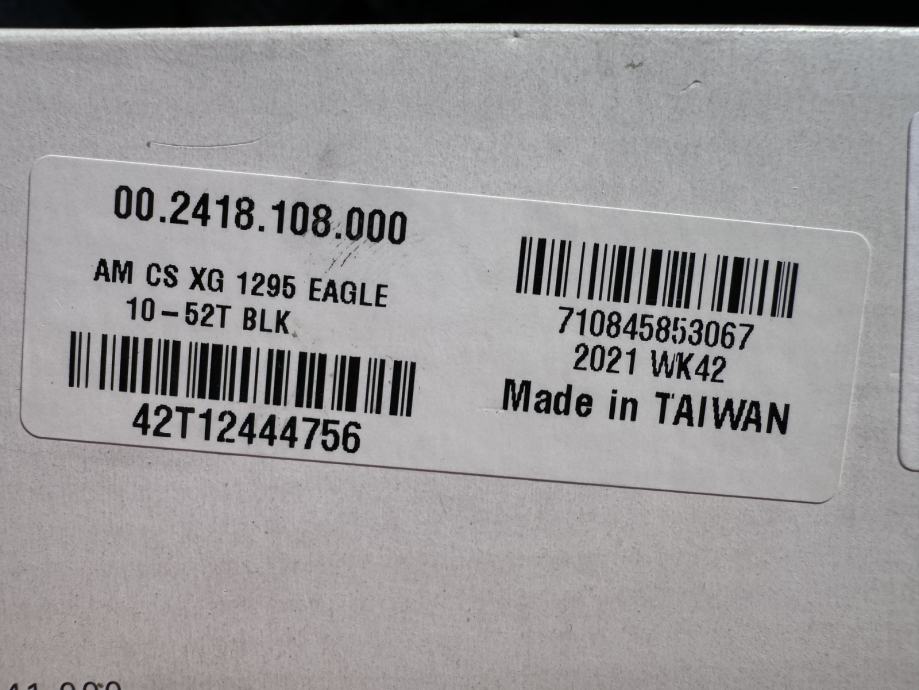 00.2418.108.000
AM CS XG 1295 EAGLE
10-52T BLK
42T12444756
710845853067
2021 WK42
Made in TAIWAN